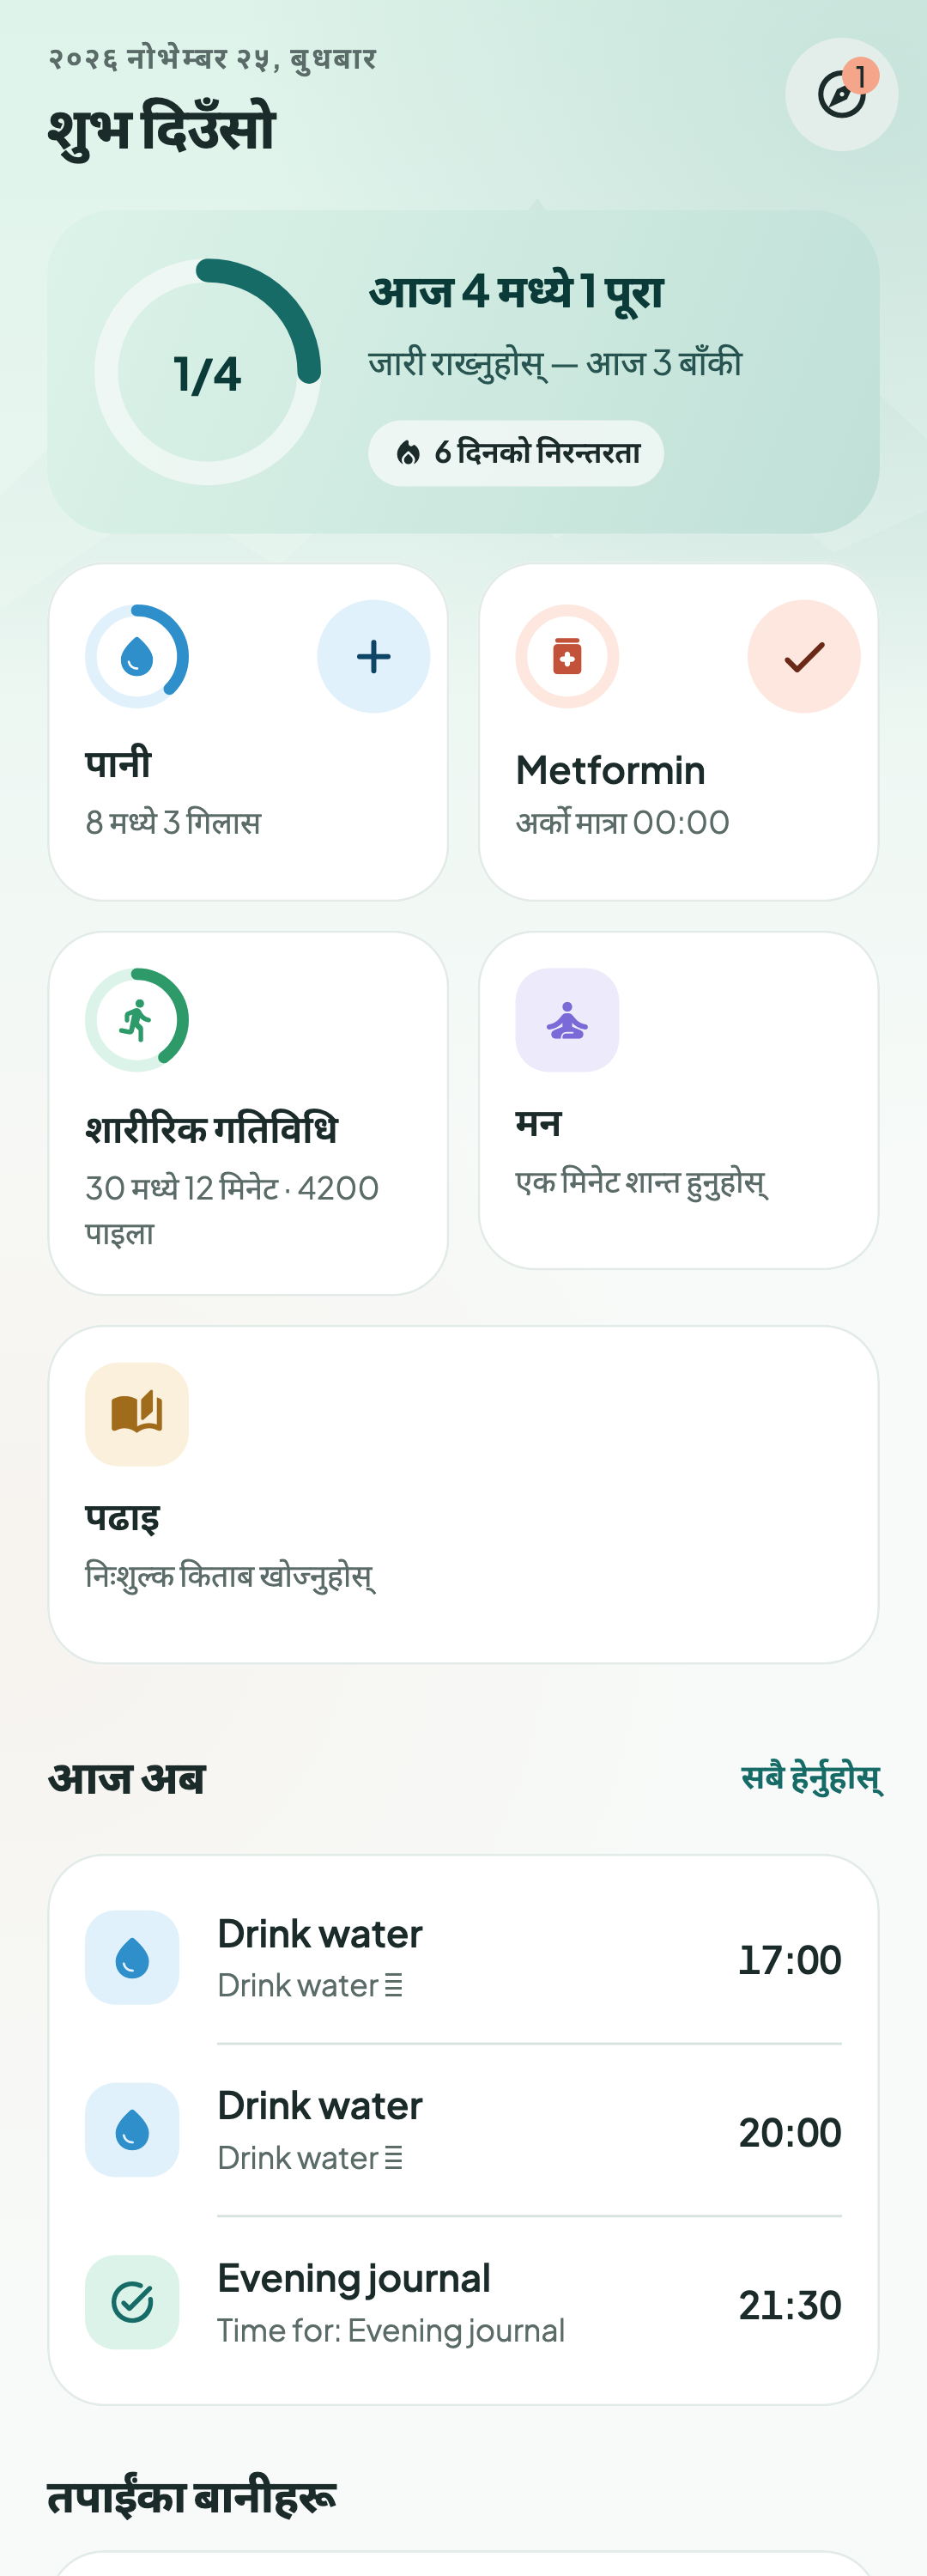 २०२६ नोभेम्बर २५, बुधबार
शुभ दिउँसो
1
1/4
आज 4 मध्ये 1 पूरा
जारी राख्नुहोस् — आज 3 बाँकी
6 दिनको निरन्तरता
पानी
8 मध्ये 3 गिलास
Metformin
अर्को मात्रा 00:00
शारीरिक गतिविधि
30 मध्ये 12 मिनेट · 4200
पाइला
मन
एक मिनेट शान्त हुनुहोस्
पढाइ
निःशुल्क किताब खोज्नुहोस्
आज अब
सबै हेर्नुहोस्
Drink water
Drink water
17:00
Drink water
Drink water
20:00
Evening journal
Time for: Evening journal
21:30
तपाईंका बानीहरू